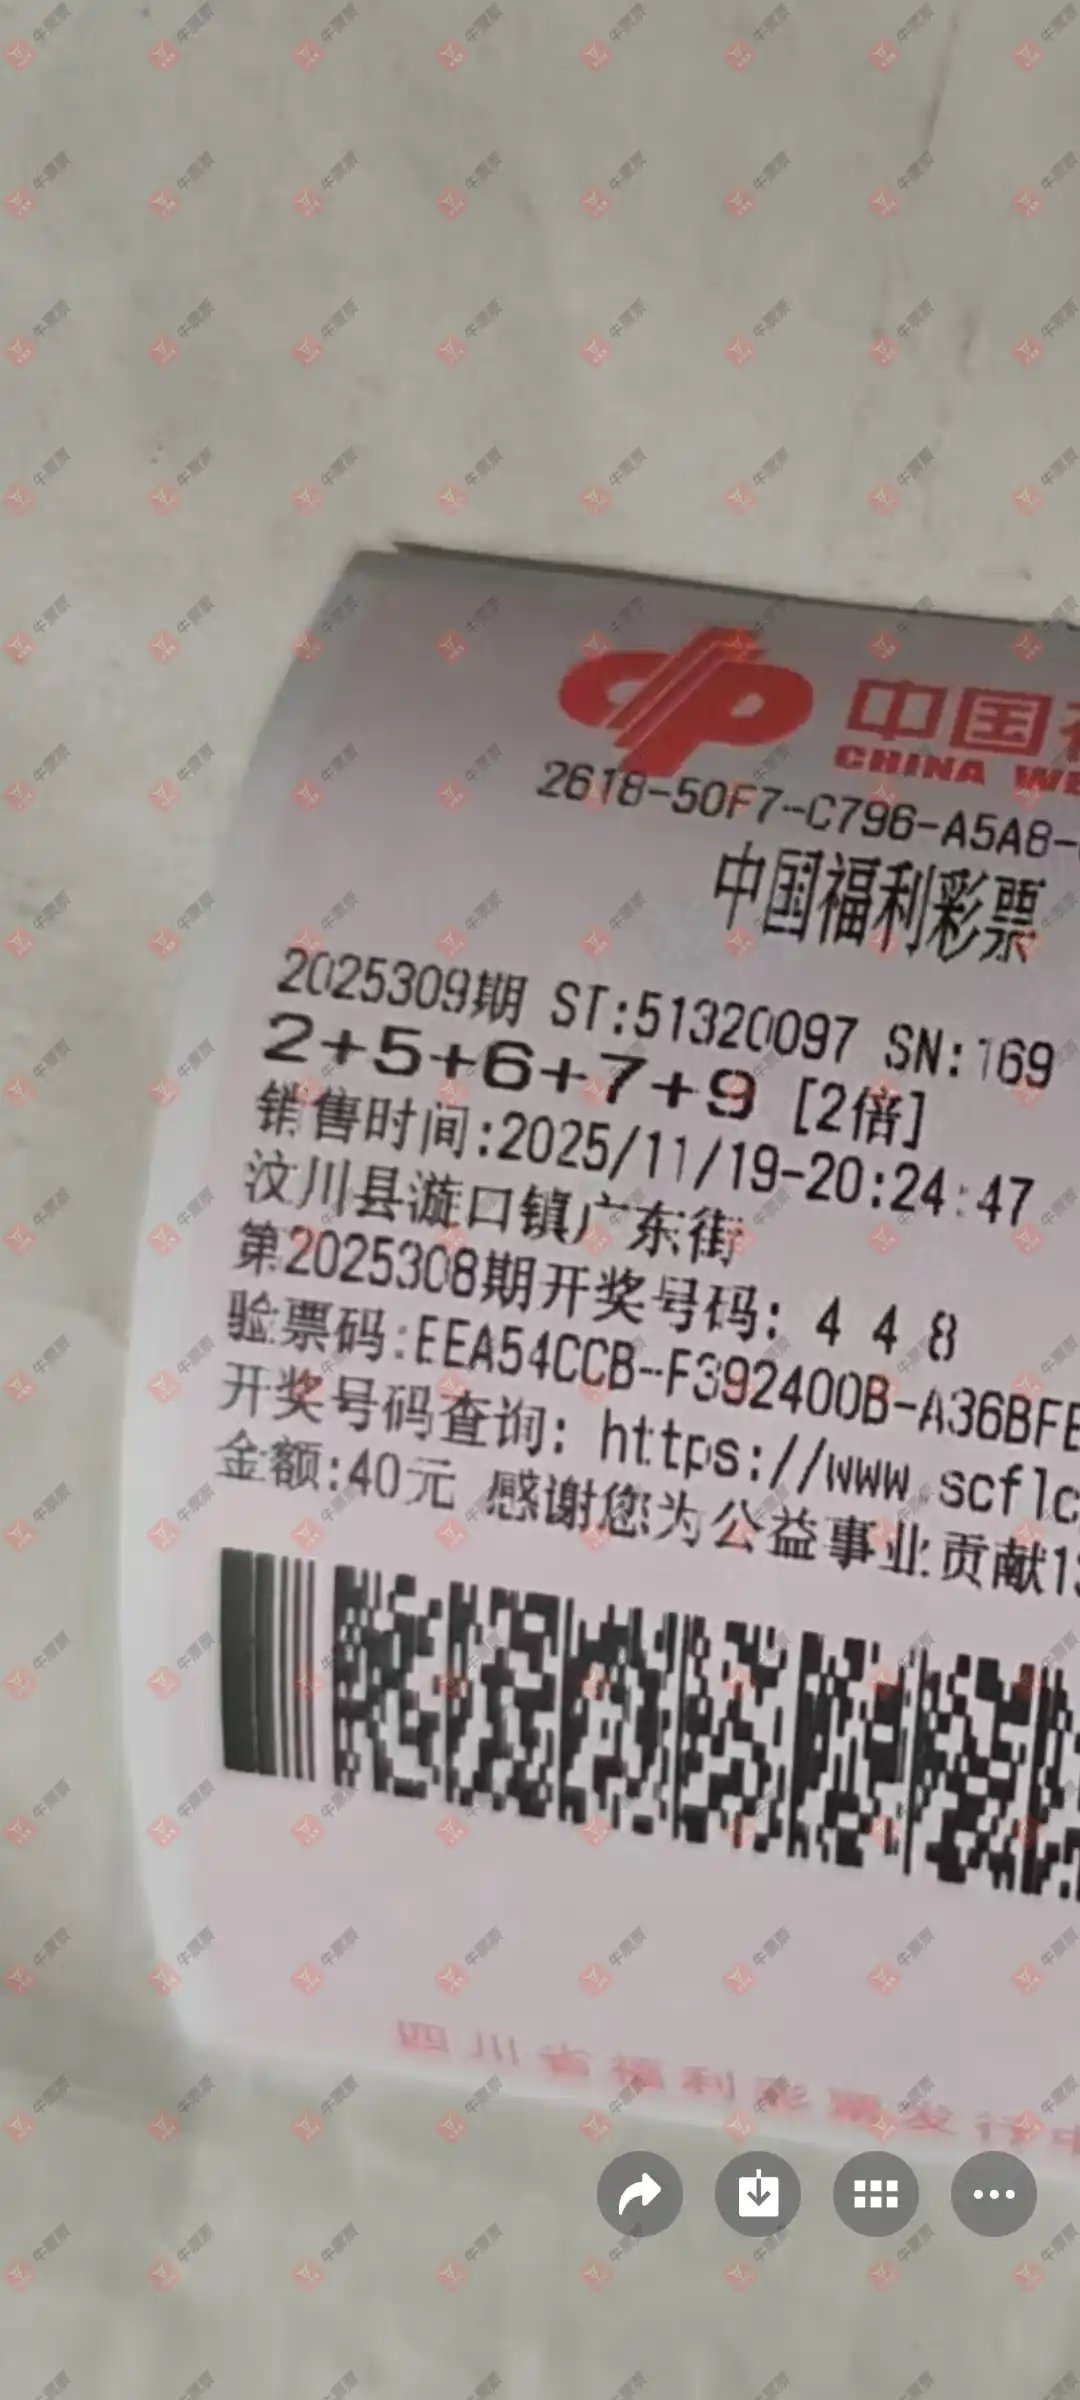 中国
CHINA WE
2618-50F7-C796-A5A8-
中国福利彩票
2025309期 ST:51320097 SN:169
2+5+6+7+9 [2倍]
销售时间:2025/11/19-20:24:47
汶川县漩口镇广东街
第2025308期开奖号码: 4 4 8
验票码:EEA54CCB-F392400B-A36BFE
开奖号码查询: https://www.scflc
金额:40元 感谢您为公益事业贡献13
四川省福利彩票发行中
牛票票